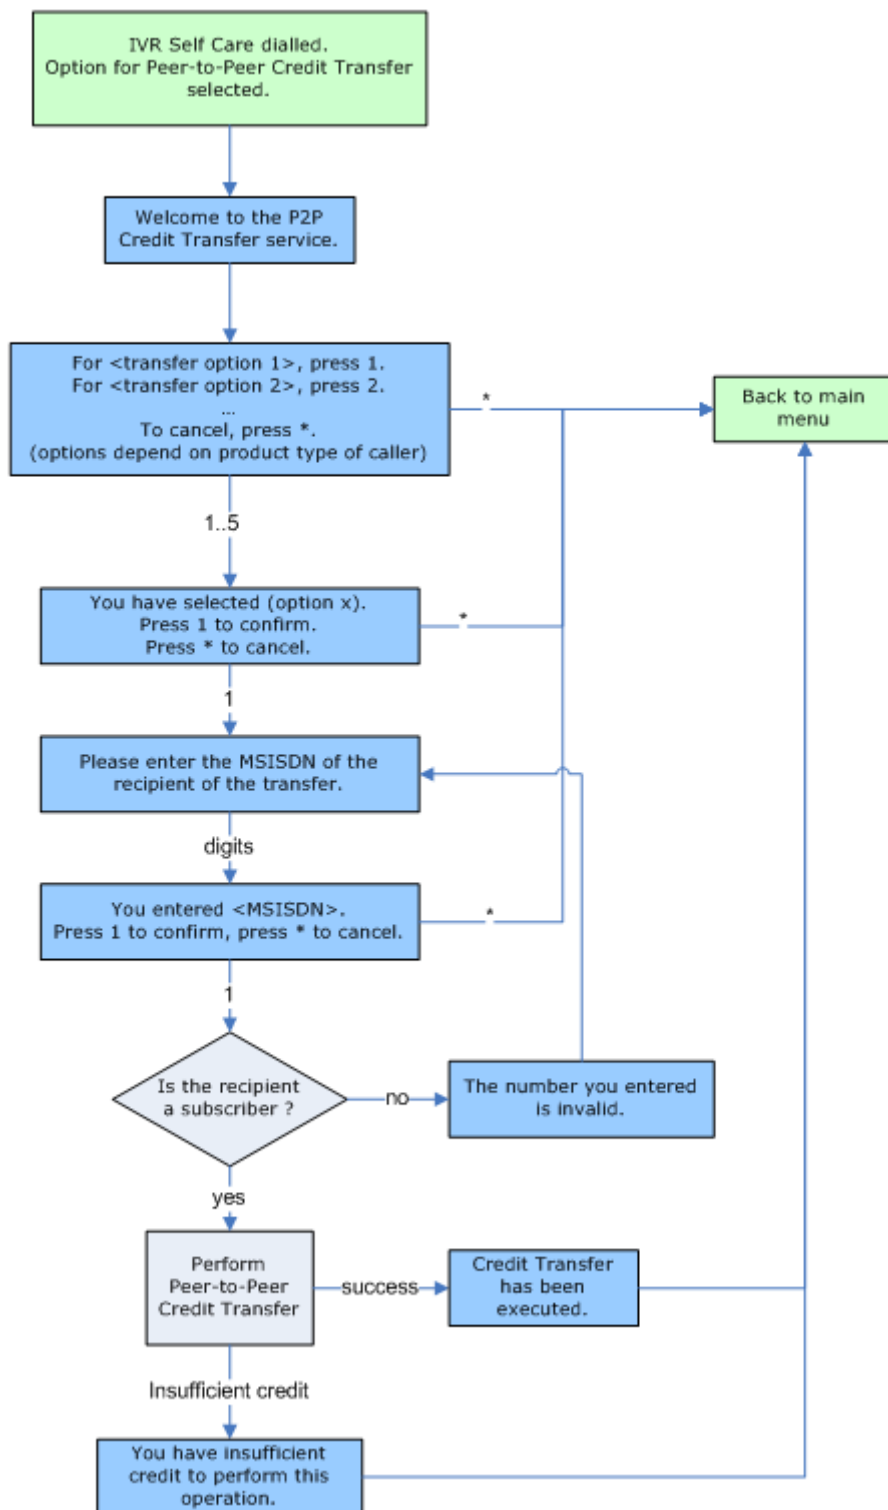 IVR Self Care dialled.
Option for Peer-to-Peer Credit Transfer
selected.
Welcome to the P2P
Credit Transfer service.
For <transfer option 1>, press 1.
For <transfer option 2>, press 2.
...
To cancel, press *.
(options depend on product type of caller)
*
Back to main
menu
1..5
You have selected (option x).
Press 1 to confirm.
Press * to cancel.
*
1
Please enter the MSISDN of the
recipient of the transfer.
digits
You entered <MSISDN>.
Press 1 to confirm, press * to cancel.
*
1
Is the recipient
a subscriber ?
no
The number you entered
is invalid.
yes
Perform
Peer-to-Peer
Credit Transfer
success
Credit Transfer
has been
executed.
Insufficient credit
You have insufficient
credit to perform this
operation.